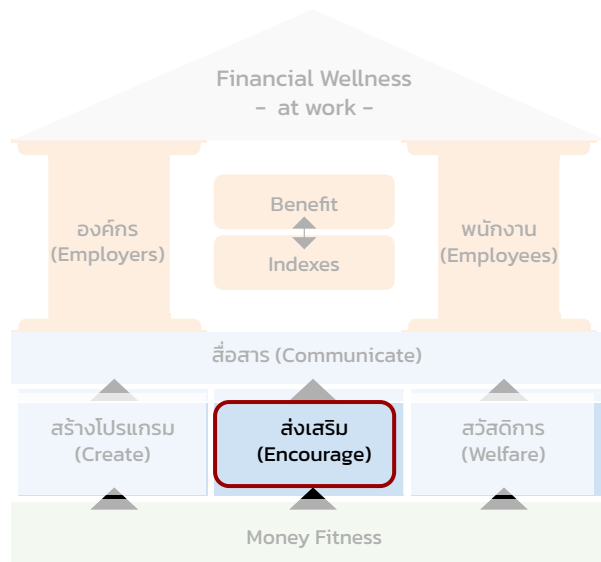 Financial Wellness
- at work -
องค์กร
(Employers)
Benefit
Indexes
พนักงาน
(Employees)
สื่อสาร (Communicate)
สร้างโปรแกรม
(Create)
ส่งเสริม
(Encourage)
สวัสดิการ
(Welfare)
Money Fitness